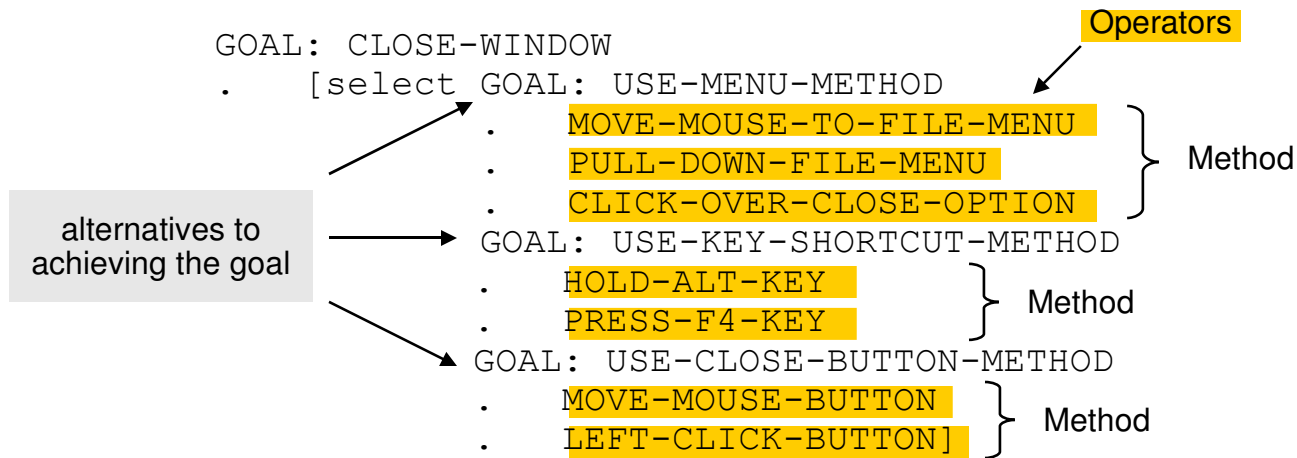 Operators
GOAL: CLOSE-WINDOW
. [select GOAL: USE-MENU-METHOD
. MOVE-MOUSE-TO-FILE-MENU
. PULL-DOWN-FILE-MENU
Method
. CLICK-OVER-CLOSE-OPTION
alternatives to
achieving the goal
GOAL: USE-KEY-SHORTCUT-METHOD
. HOLD-ALT-KEY
Method
. PRESS-F4-KEY
GOAL: USE-CLOSE-BUTTON-METHOD
. MOVE-MOUSE-BUTTON
Method
. LEFT-CLICK-BUTTON]